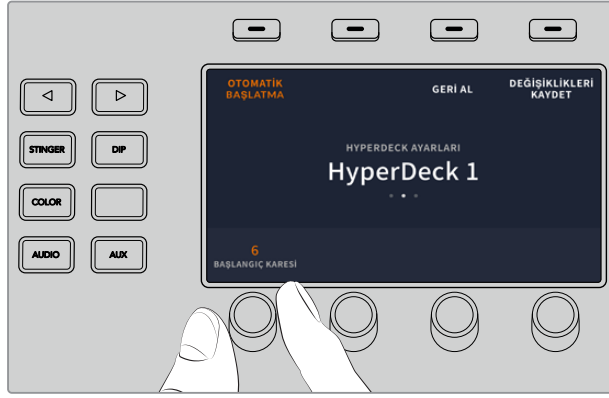 OTOMATİK
BAŞLATMA
GERİ AL
DEĞİŞİKLİKLERİ
KAYDET
HYPERDECK AYARLARI
HyperDeck 1
STINGER
DIP
COLOR
AUDIO
AUX
6
BAŞLANGIÇ KARESİ